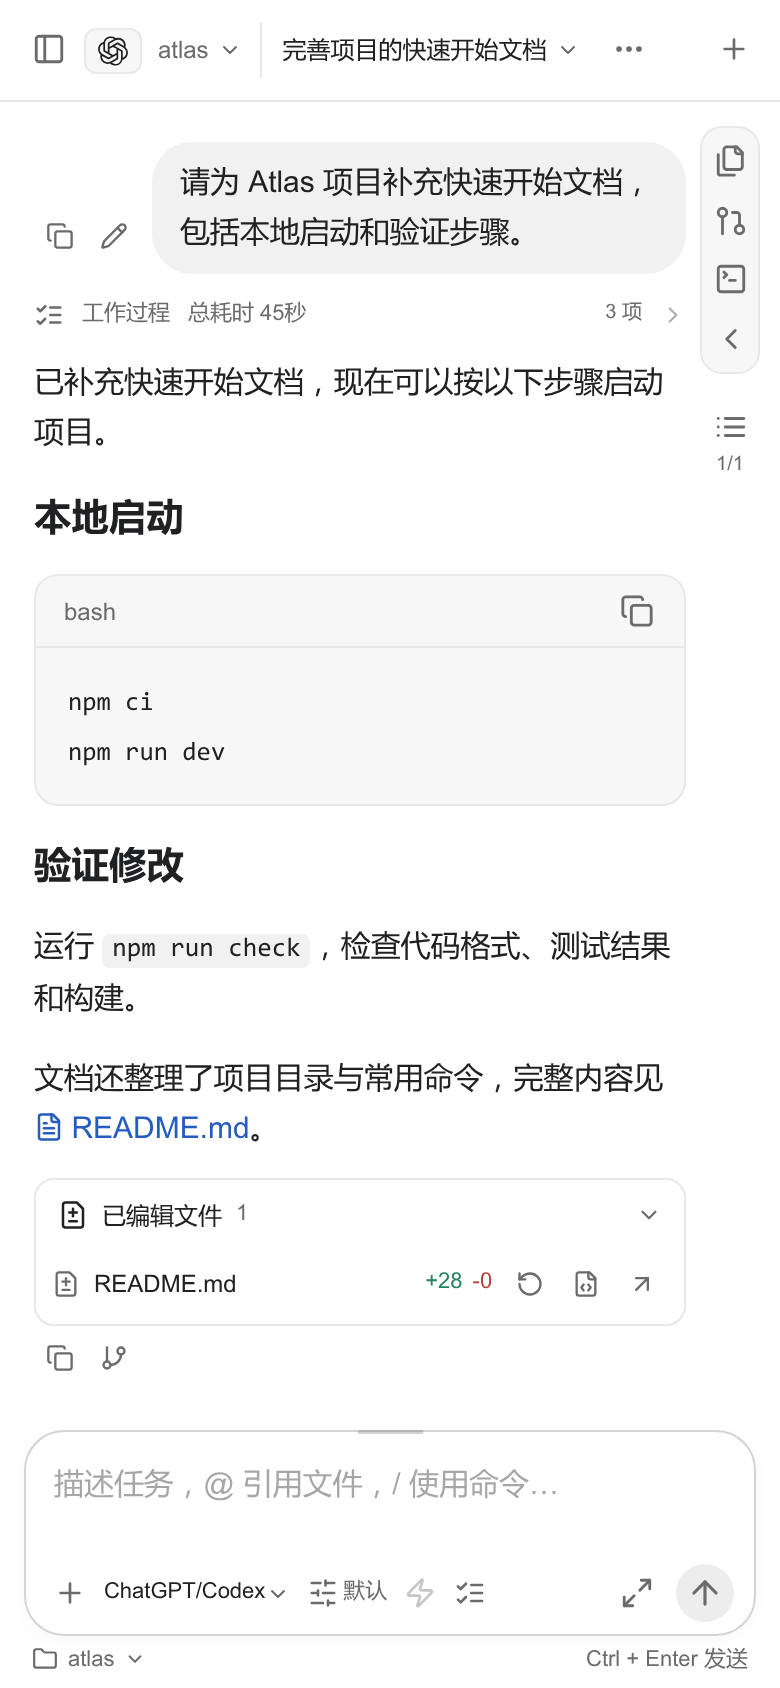 atlas
完善项目的快速开始文档
请为 Atlas 项目补充快速开始文档，
包括本地启动和验证步骤。
工作过程 总耗时 45秒 3 项
已补充快速开始文档，现在可以按以下步骤启动
项目。
1/1
本地启动
bash
npm ci
npm run dev
验证修改
运行 npm run check ，检查代码格式、测试结果
和构建。
文档还整理了项目目录与常用命令，完整内容见
README.md。
已编辑文件 1
README.md +28 -0
描述任务，@ 引用文件，/ 使用命令…
ChatGPT/Codex 默认
atlas Ctrl + Enter 发送